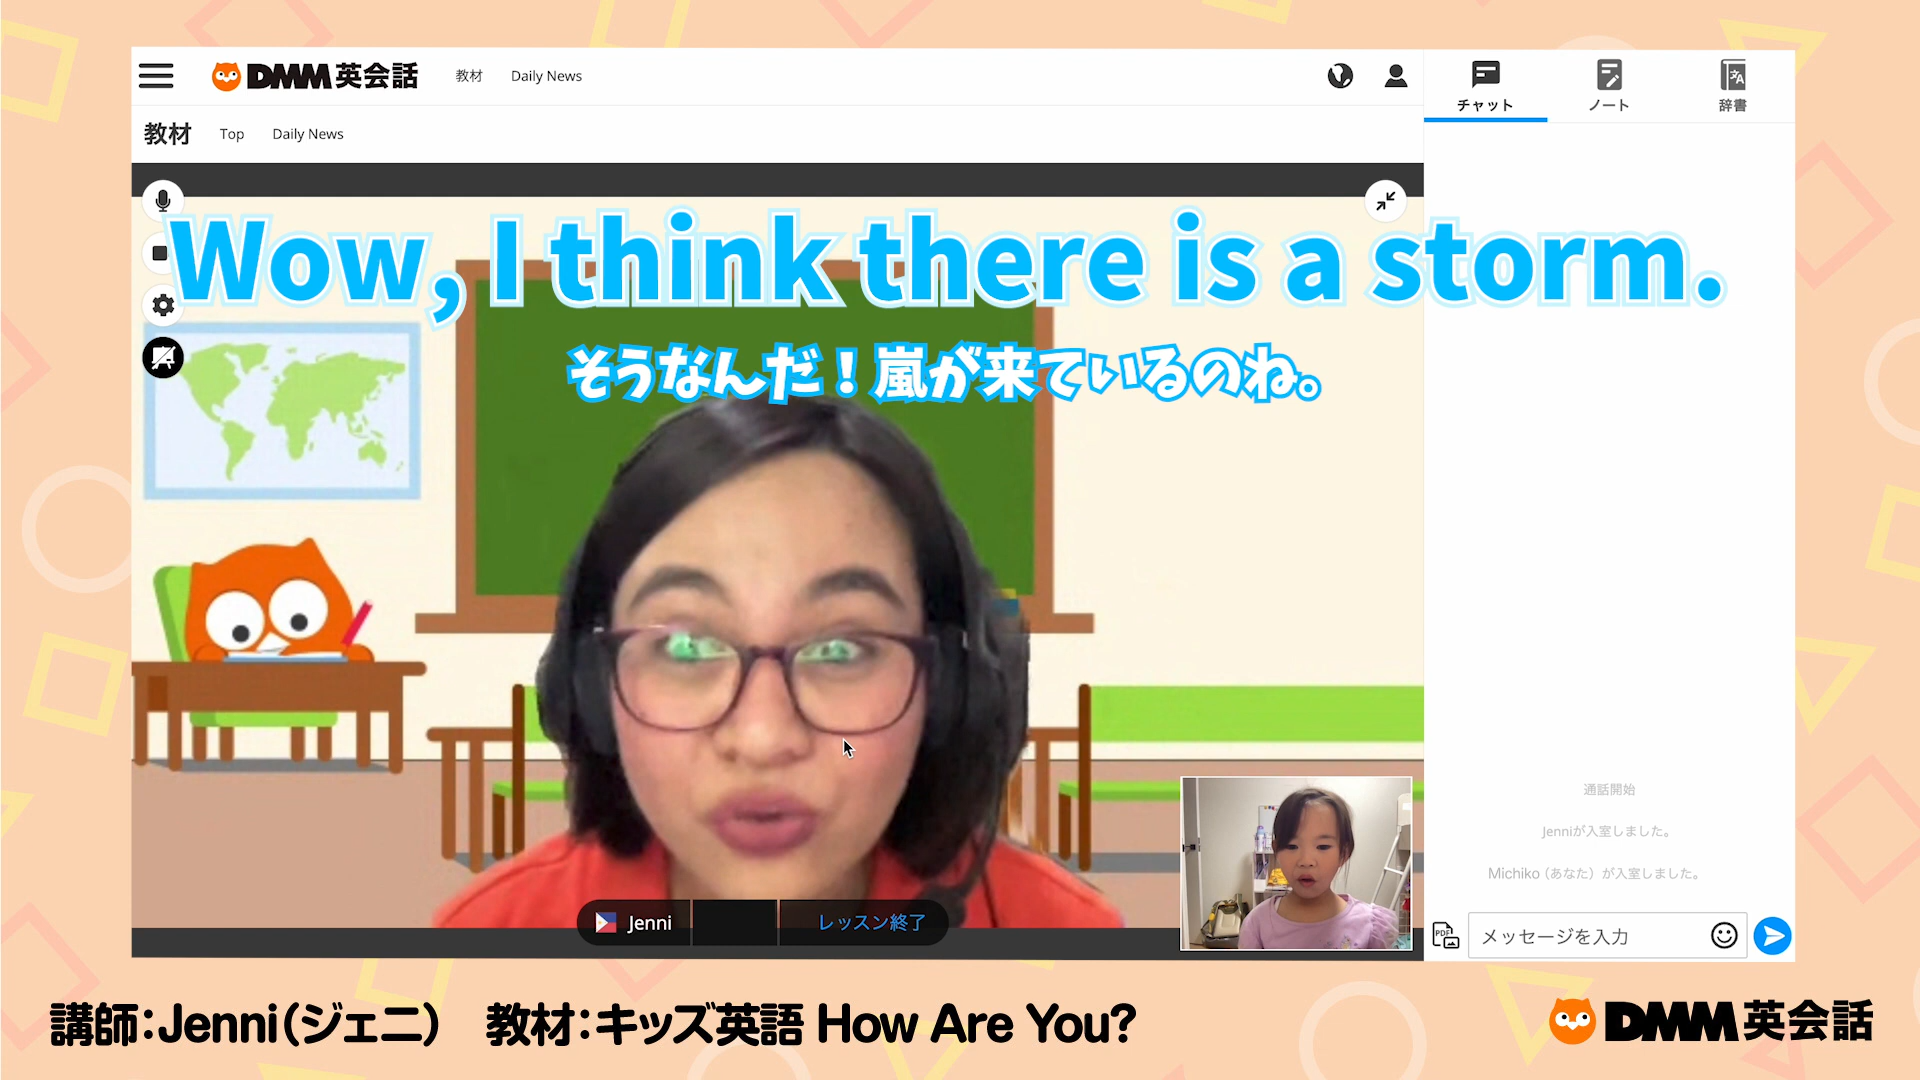 DMM英会話
教材
Daily News
チャット
ノート
辞書
教材
Top
Daily News
Wow, I think there is a storm.
そうなんだ！嵐が来ているのね。
通話開始
Jenniが入室しました。
Michiko（あなた）が入室しました。
Jenni
レッスン終了
PDF
メッセージを入力
講師：Jenni（ジェニ） 教材：キッズ英語 How Are You?
DMM英会話